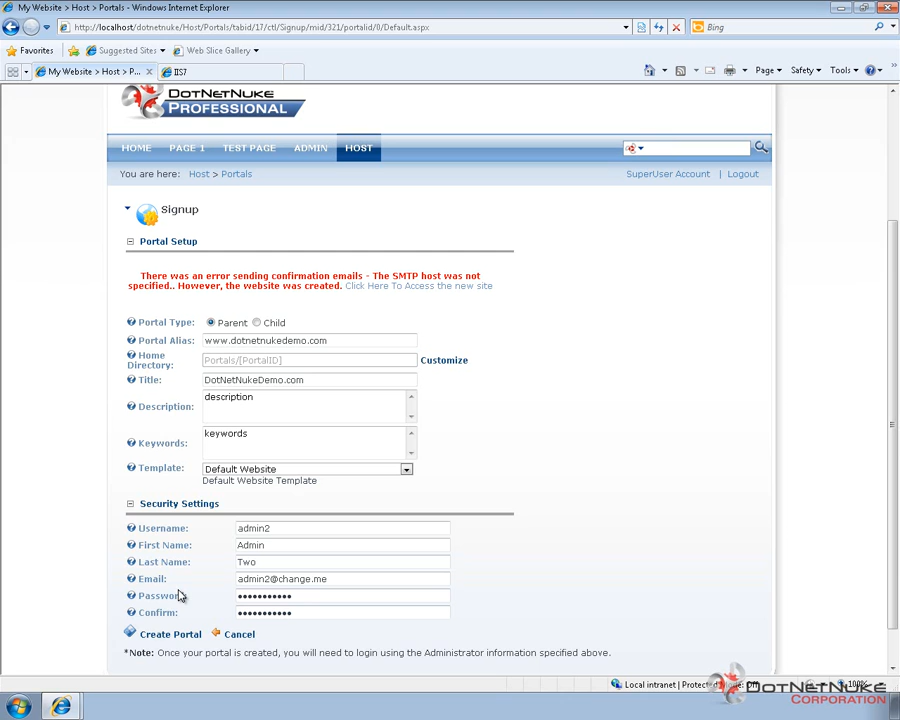 My Website > Host > Portals - Windows Internet Explorer
http://localhost/dotnetnuke/Host/Portals/tabid/17/ctl/Signup/mid/321/portalid/0/Default.aspx
Bing
Favorites
Suggested Sites
Web Slice Gallery
My Website > Host > P...
IIS7
Page
Safety
Tools
DOTNETNUKE
PROFESSIONAL
HOME
PAGE 1
TEST PAGE
ADMIN
HOST
You are here: Host > Portals
SuperUser Account | Logout
Signup
Portal Setup
There was an error sending confirmation emails - The SMTP host was not
specified.. However, the website was created. Click Here To Access the new site
Portal Type: Parent Child
Portal Alias: www.dotnetnukedemo.com
Home
Directory: Portals/[PortalID] Customize
Title: DotNetNukeDemo.com
Description: description
Keywords: keywords
Template: Default Website
Default Website Template
Security Settings
Username: admin2
First Name: Admin
Last Name: Two
Email: admin2@change.me
Passwor
Confirm:
Create Portal Cancel
*Note: Once your portal is created, you will need to login using the Administrator information specified above.
Local intranet | Protected Mode: Off
100%
DOTNETNUKE
CORPORATION